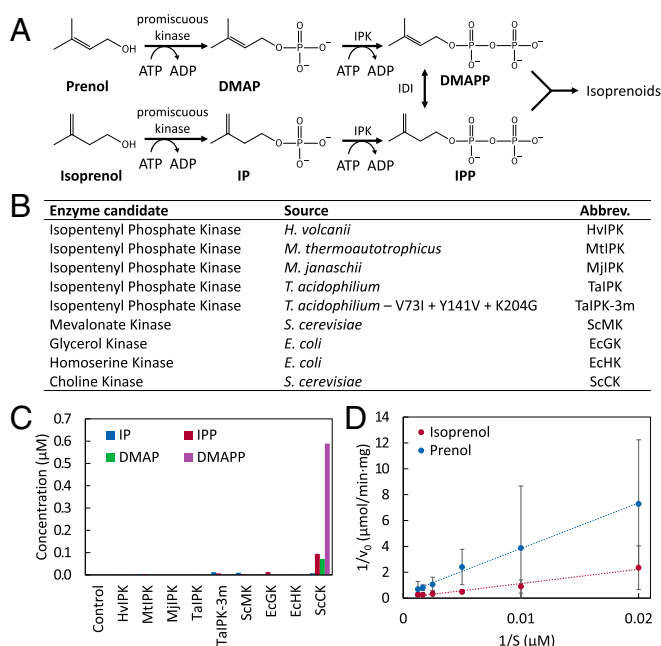 A
promiscuous
kinase
OH
ATP ADP
Prenol
O
O P O⁻
O⁻
DMAP
IPK
ATP ADP
O O
O P O P O⁻
O⁻ O⁻
DMAPP
IDI
Isoprenoids
promiscuous
kinase
OH
ATP ADP
Isoprenol
O
O P O⁻
O⁻
IP
IPK
ATP ADP
O O
O P O P O⁻
O⁻ O⁻
IPP
B
Enzyme candidate Source Abbrev.
Isopentenyl Phosphate Kinase H. volcanii HvIPK
Isopentenyl Phosphate Kinase M. thermoautotrophicus MtIPK
Isopentenyl Phosphate Kinase M. janaschii MjIPK
Isopentenyl Phosphate Kinase T. acidophilium TaIPK
Isopentenyl Phosphate Kinase T. acidophilium – V73I + Y141V + K204G TaIPK-3m
Mevalonate Kinase S. cerevisiae ScMK
Glycerol Kinase E. coli EcGK
Homoserine Kinase E. coli EcHK
Choline Kinase S. cerevisiae ScCK
C
Concentration (µM)
0.7
0.6
0.5
0.4
0.3
0.2
0.1
0.0
IP IPP
DMAP DMAPP
Control
HvIPK
MtIPK
MjIPK
TaIPK
TaIPK-3m
ScMK
EcGK
EcHK
ScCK
D
1/v₀ (µmol/min·mg)
14
12
10
8
6
4
2
0
Isoprenol
Prenol
0 0.01 0.02
1/S (µM)